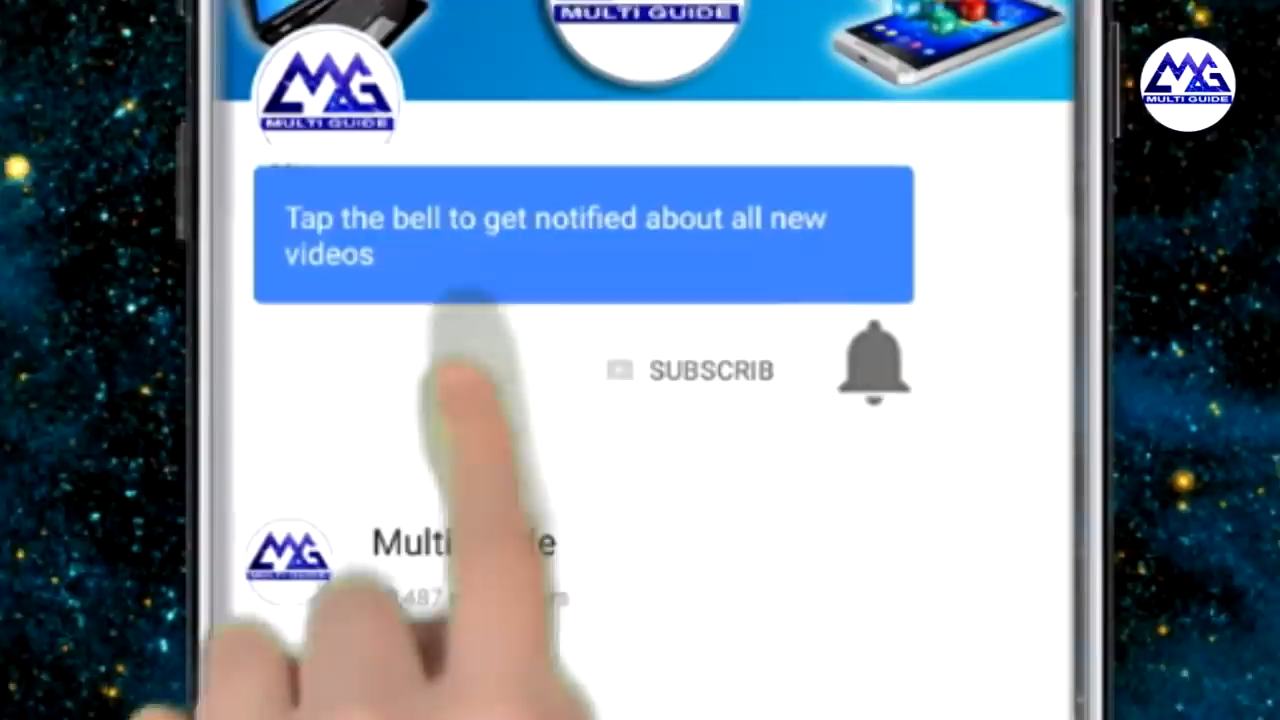 MULTI GUIDE
MULTI GUIDE
MULTI GUIDE
Tap the bell to get notified about all new
videos
SUBSCRIB
MULTI GUIDE
Multi